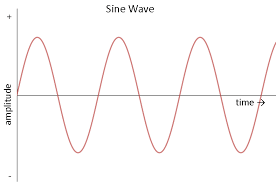 Sine Wave
+
amplitude
time →
-